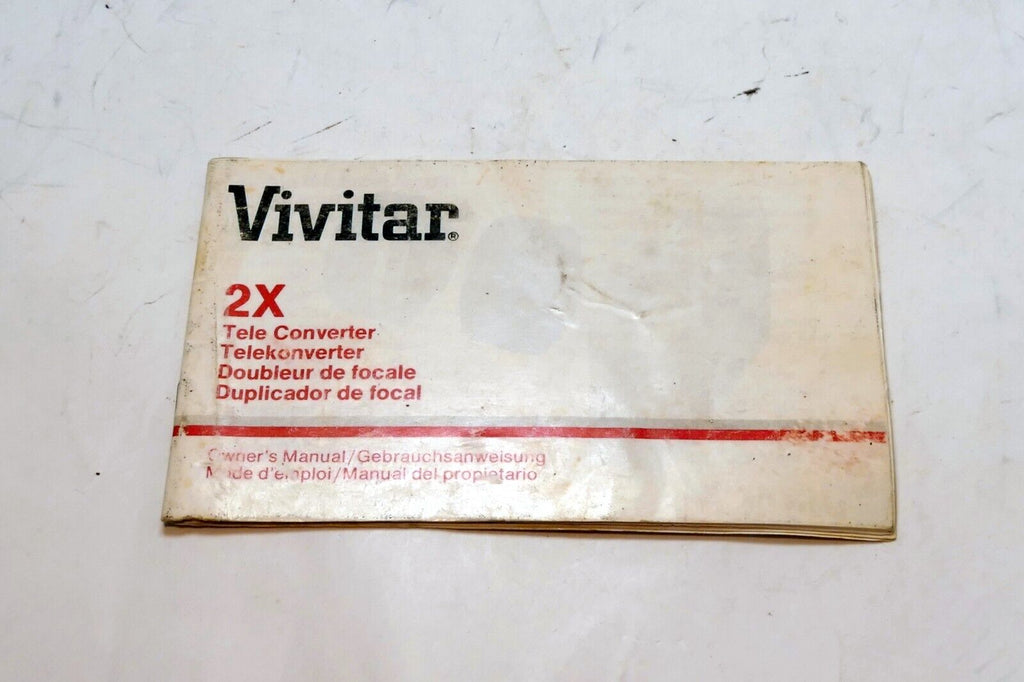 Vivitar®
2X
Tele Converter
Telekonverter
Doubleur de focale
Duplicador de focal
Owner's Manual/Gebrauchsanweisung
Mode d'emploi/Manual del propietario